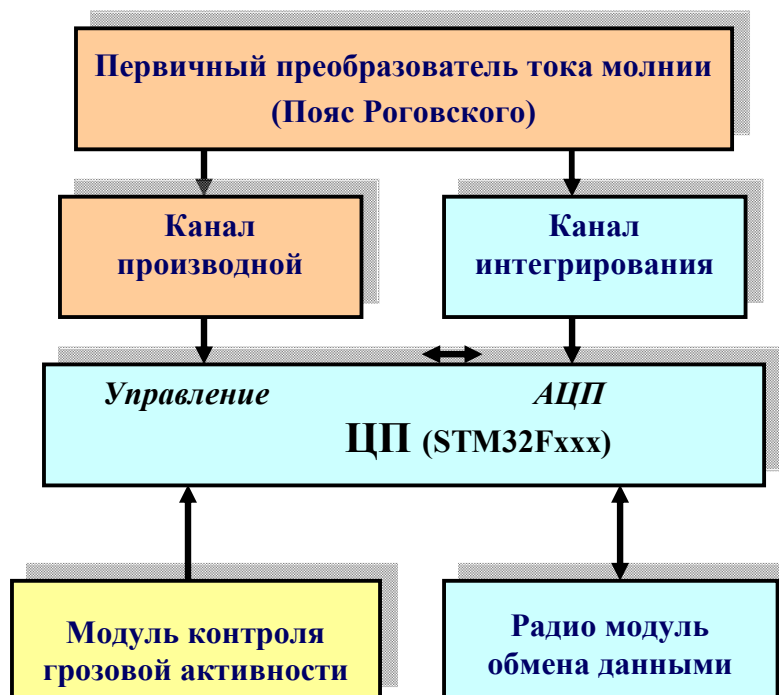 Первичный преобразователь тока молнии
(Пояс Роговского)
Канал
производной
Канал
интегрирования
Управление
АЦП
ЦП (STM32Fxxx)
Модуль контроля
грозовой активности
Радио модуль
обмена данными